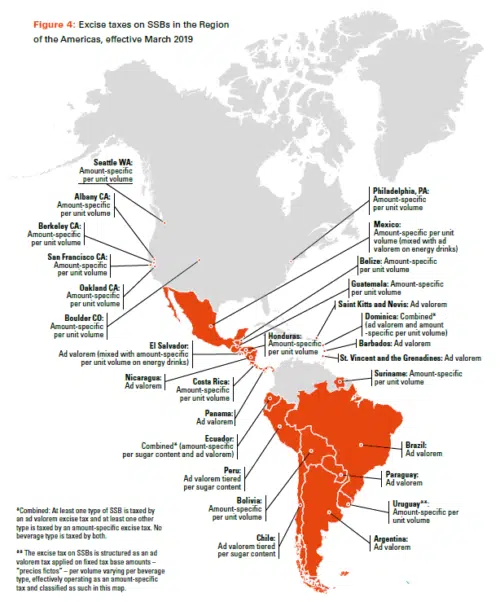 Figure 4: Excise taxes on SSBs in the Region
of the Americas, effective March 2019
Seattle WA:
Amount-specific
per unit volume
Albany CA:
Amount-specific
per unit volume
Berkeley CA:
Amount-specific
per unit volume
San Francisco CA:
Amount-specific
per unit volume
Oakland CA:
Amount-specific
per unit volume
Boulder CO:
Amount-specific
per unit volume
El Salvador:
Ad valorem (mixed with amount-specific
per unit volume on energy drinks)
Nicaragua:
Ad valorem
Costa Rica:
Amount-specific
per unit volume
Panama:
Ad valorem
Ecuador:
Combined* (amount-specific
per sugar content and ad valorem)
Peru:
Ad valorem tiered
per sugar content
Bolivia:
Amount-specific
per unit volume
Chile:
Ad valorem tiered
per sugar content
Philadelphia, PA:
Amount-specific
per unit volume
Mexico:
Amount-specific per unit
volume (mixed with ad
valorem on energy drinks)
Belize: Amount-specific
per unit volume
Guatemala: Amount-specific
per unit volume
Honduras:
Amount-specific
per unit volume
Saint Kitts and Nevis: Ad valorem
Dominica: Combined*
(ad valorem and amount
-specific per unit volume)
Barbados: Ad valorem
St. Vincent and the Grenadines: Ad valorem
Suriname: Amount-specific
per unit volume
Brazil:
Ad valorem
Paraguay:
Ad valorem
Uruguay**:
Amount-specific per unit
volume
Argentina:
Ad valorem
*Combined: At least one type of SSB is taxed by
an ad valorem excise tax and at least one other
type is taxed by an amount-specific excise tax. No
beverage type is taxed by both.
** The excise tax on SSBs is structured as an ad
valorem tax applied on fixed tax base amounts –
"precios fictos" – per volume varying per beverage
type, effectively operating as an amount-specific
tax and classified as such in this map.